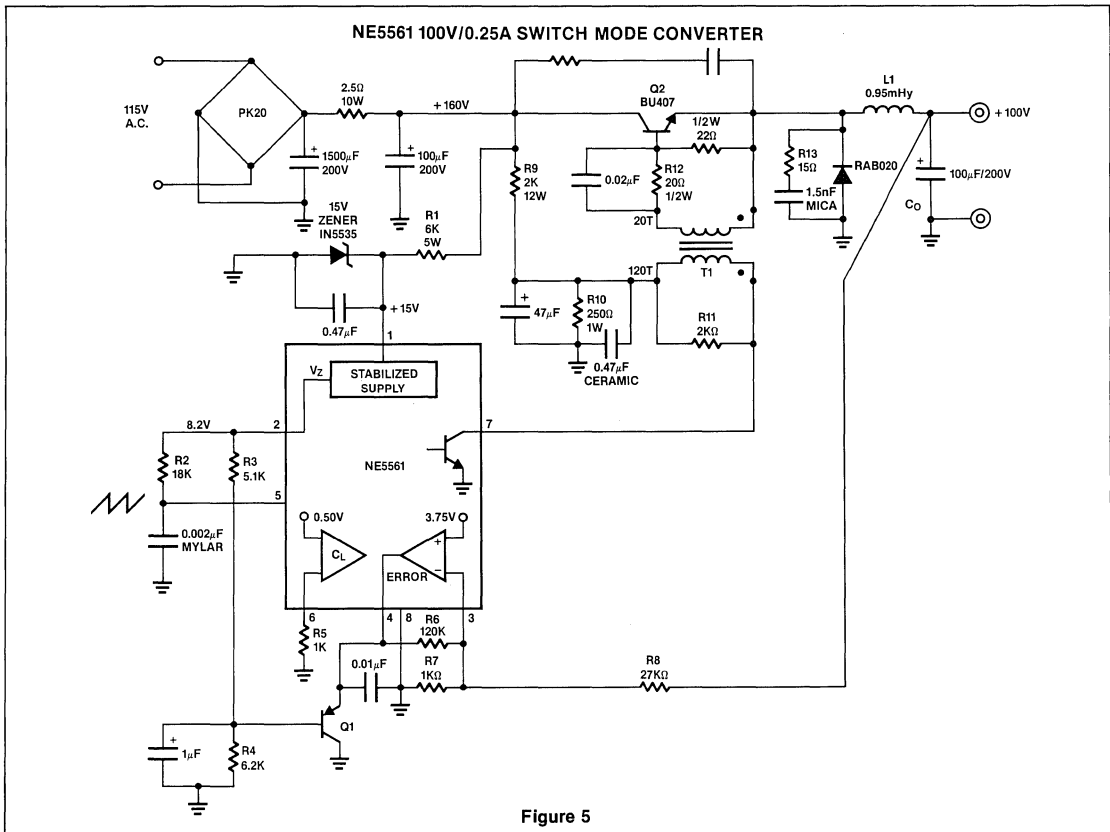 NE5561 100V/0.25A SWITCH MODE CONVERTER
115V
A.C.
PK20
2.5Ω
10W
+160V
+
1500μF
200V
+
100μF
200V
Q2
BU407
1/2W
22Ω
L1
0.95mHy
+100V
R13
15Ω
RAB020
1.5nF
MICA
+
100μF/200V
CO
R9
2K
12W
0.02μF
R12
20Ω
1/2W
20T
15V
ZENER
IN5535
R1
6K
5W
120T
T1
+15V
0.47μF
+
47μF
R10
250Ω
1W
R11
2KΩ
0.47μF
CERAMIC
1
VZ
STABILIZED
SUPPLY
8.2V
2
7
R2
18K
R3
5.1K
NE5561
5
0.002μF
MYLAR
0.50V
3.75V
CL
+
−
ERROR
6
4
8
3
R5
1K
R6
120K
0.01μF
R7
1KΩ
R8
27KΩ
Q1
+
1μF
R4
6.2K
Figure 5